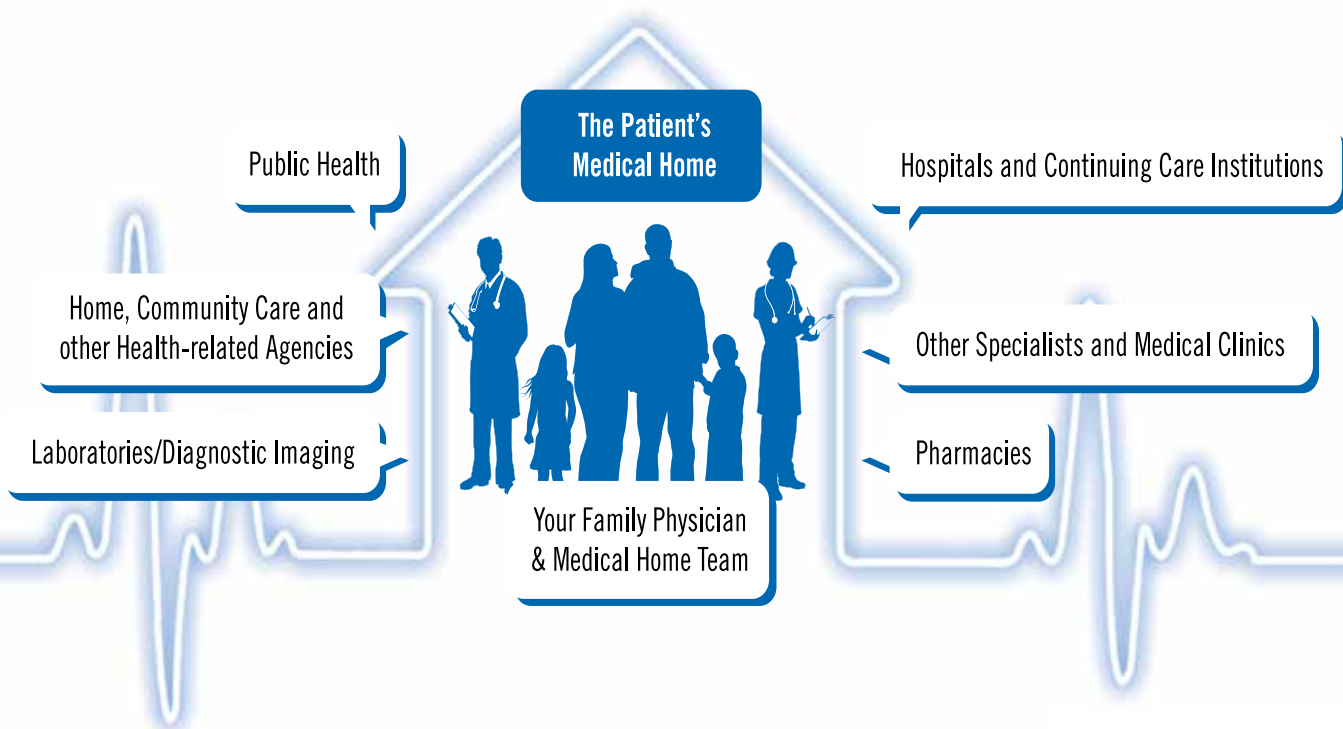 The Patient’s
Medical Home
Public Health
Hospitals and Continuing Care Institutions
Home, Community Care and
other Health-related Agencies
Other Specialists and Medical Clinics
Laboratories/Diagnostic Imaging
Pharmacies
Your Family Physician
& Medical Home Team